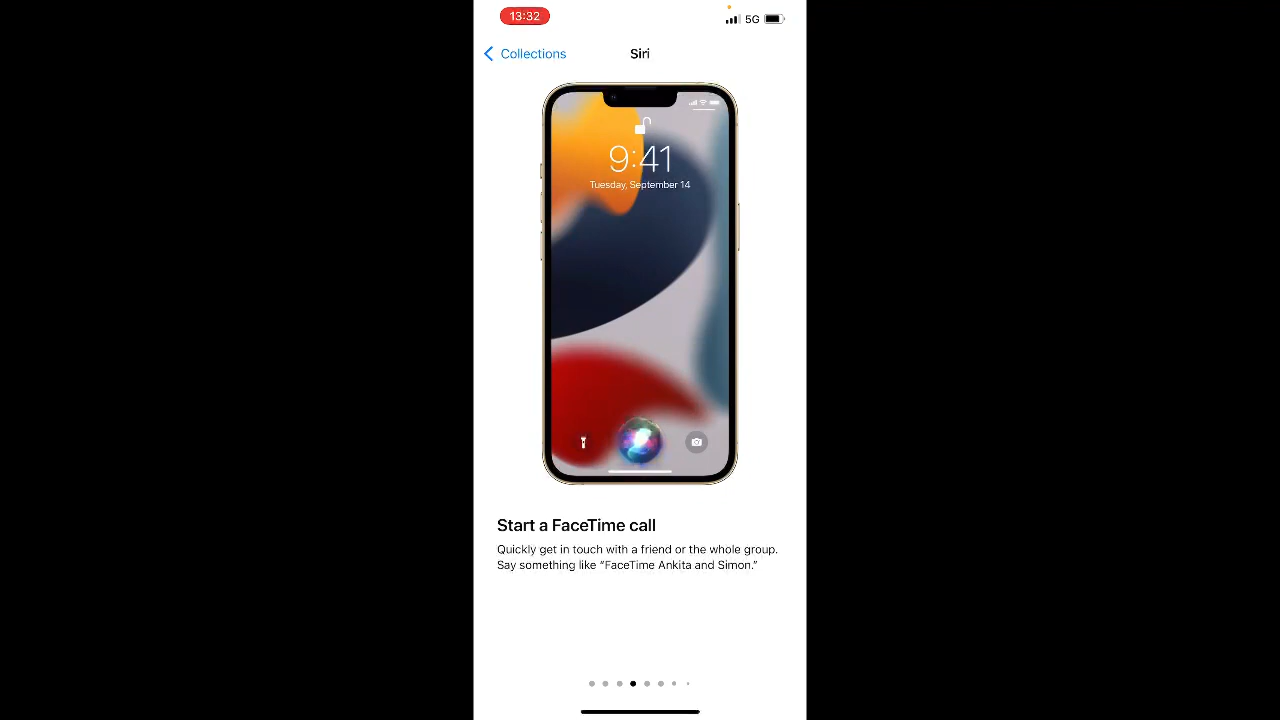 13:32
5G
Collections
Siri
9:41
Tuesday, September 14
Start a FaceTime call
Quickly get in touch with a friend or the whole group.
Say something like “FaceTime Ankita and Simon.”